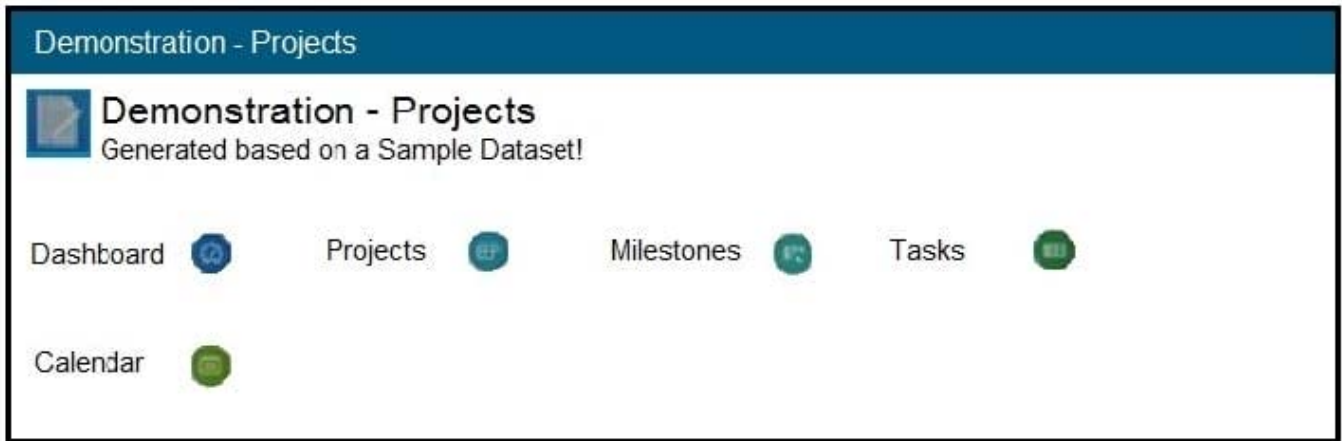 Demonstration - Projects
Demonstration - Projects
Generated based on a Sample Dataset!
Dashboard Projects Milestones Tasks
Calendar